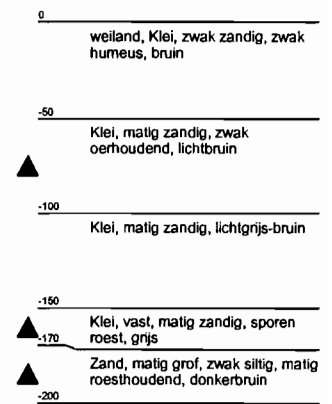 0
weiland, Klei, zwak zandig, zwak
humeus, bruin
-50
Klei, matig zandig, zwak
oerhoudend, lichtbruin
-100
Klei, matig zandig, lichtgrijs-bruin
-150
Klei, vast, matig zandig, sporen
roest, grijs
-170
Zand, matig grof, zwak siltig, matig
roesthoudend, donkerbruin
-200